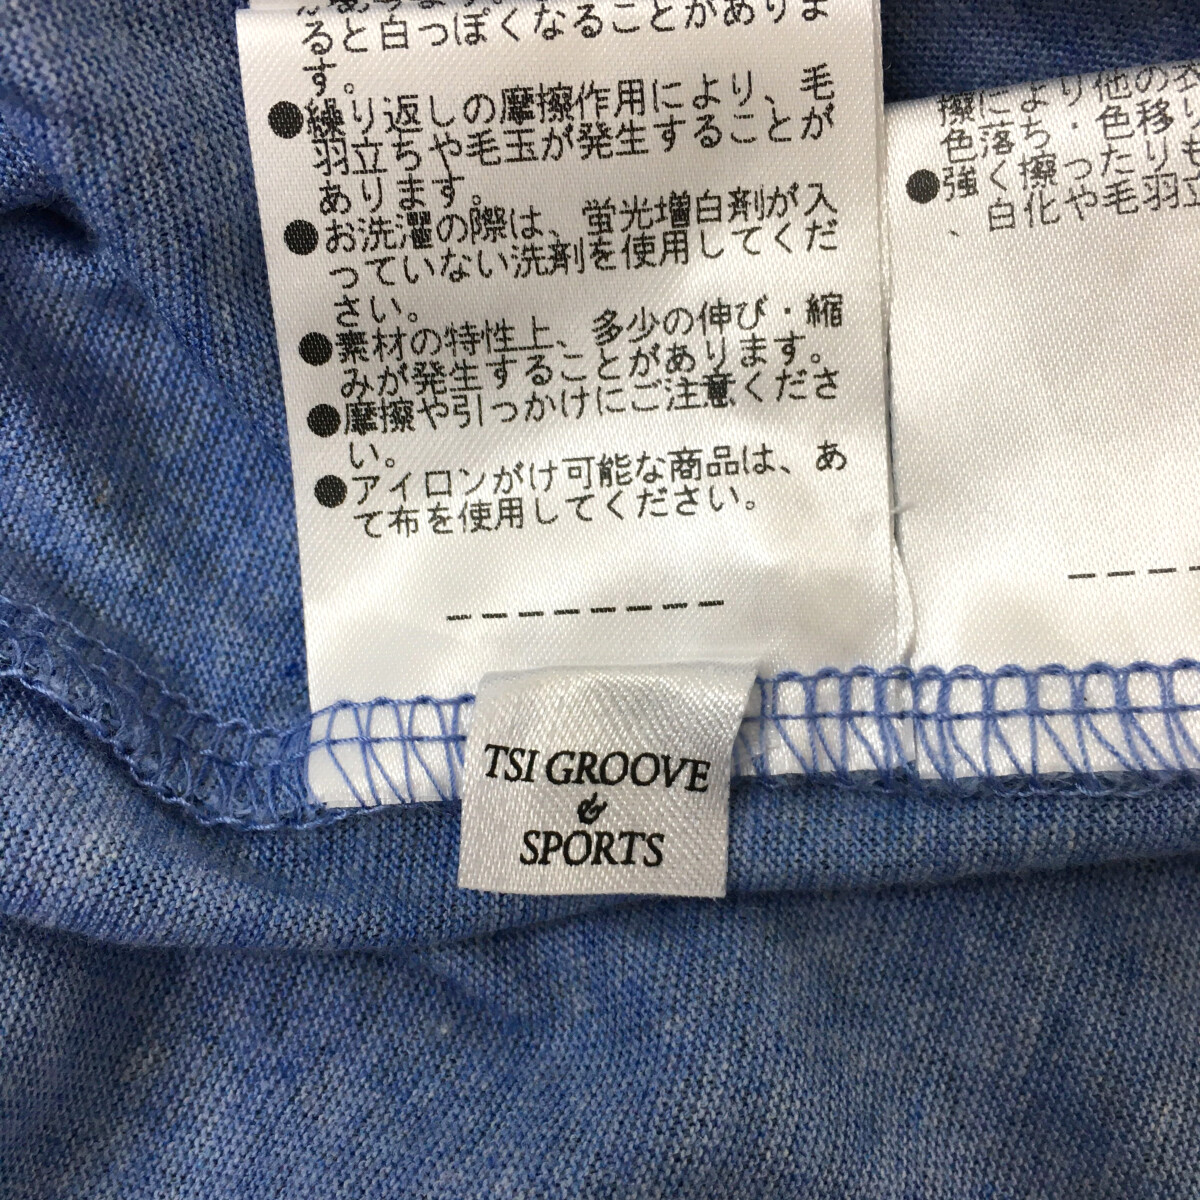 ると白っぽくなることがありま
す。
●繰り返しの摩擦作用により、毛
羽立ちや毛玉が発生することが
あります。
●お洗濯の際は、蛍光増白剤が入
っていない洗剤を使用してくだ
さい。
●素材の特性上、多少の伸び・縮
みが発生することがあります。
●摩擦や引っかけにご注意くださ
い。
●アイロンがけ可能な商品は、あ
て布を使用してください。
--------
擦により他の衣
色落ち・色移り
●強く擦ったりも
、白化や毛羽立
----
TSI GROOVE
&
SPORTS